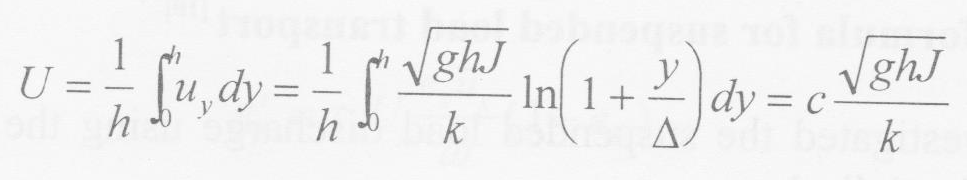 U = \frac{1}{h} \int_0^h u_y dy = \frac{1}{h} \int_0^h \frac{\sqrt{ghJ}}{k} \ln\left(1 + \frac{y}{\Delta}\right) dy = c \frac{\sqrt{ghJ}}{k}